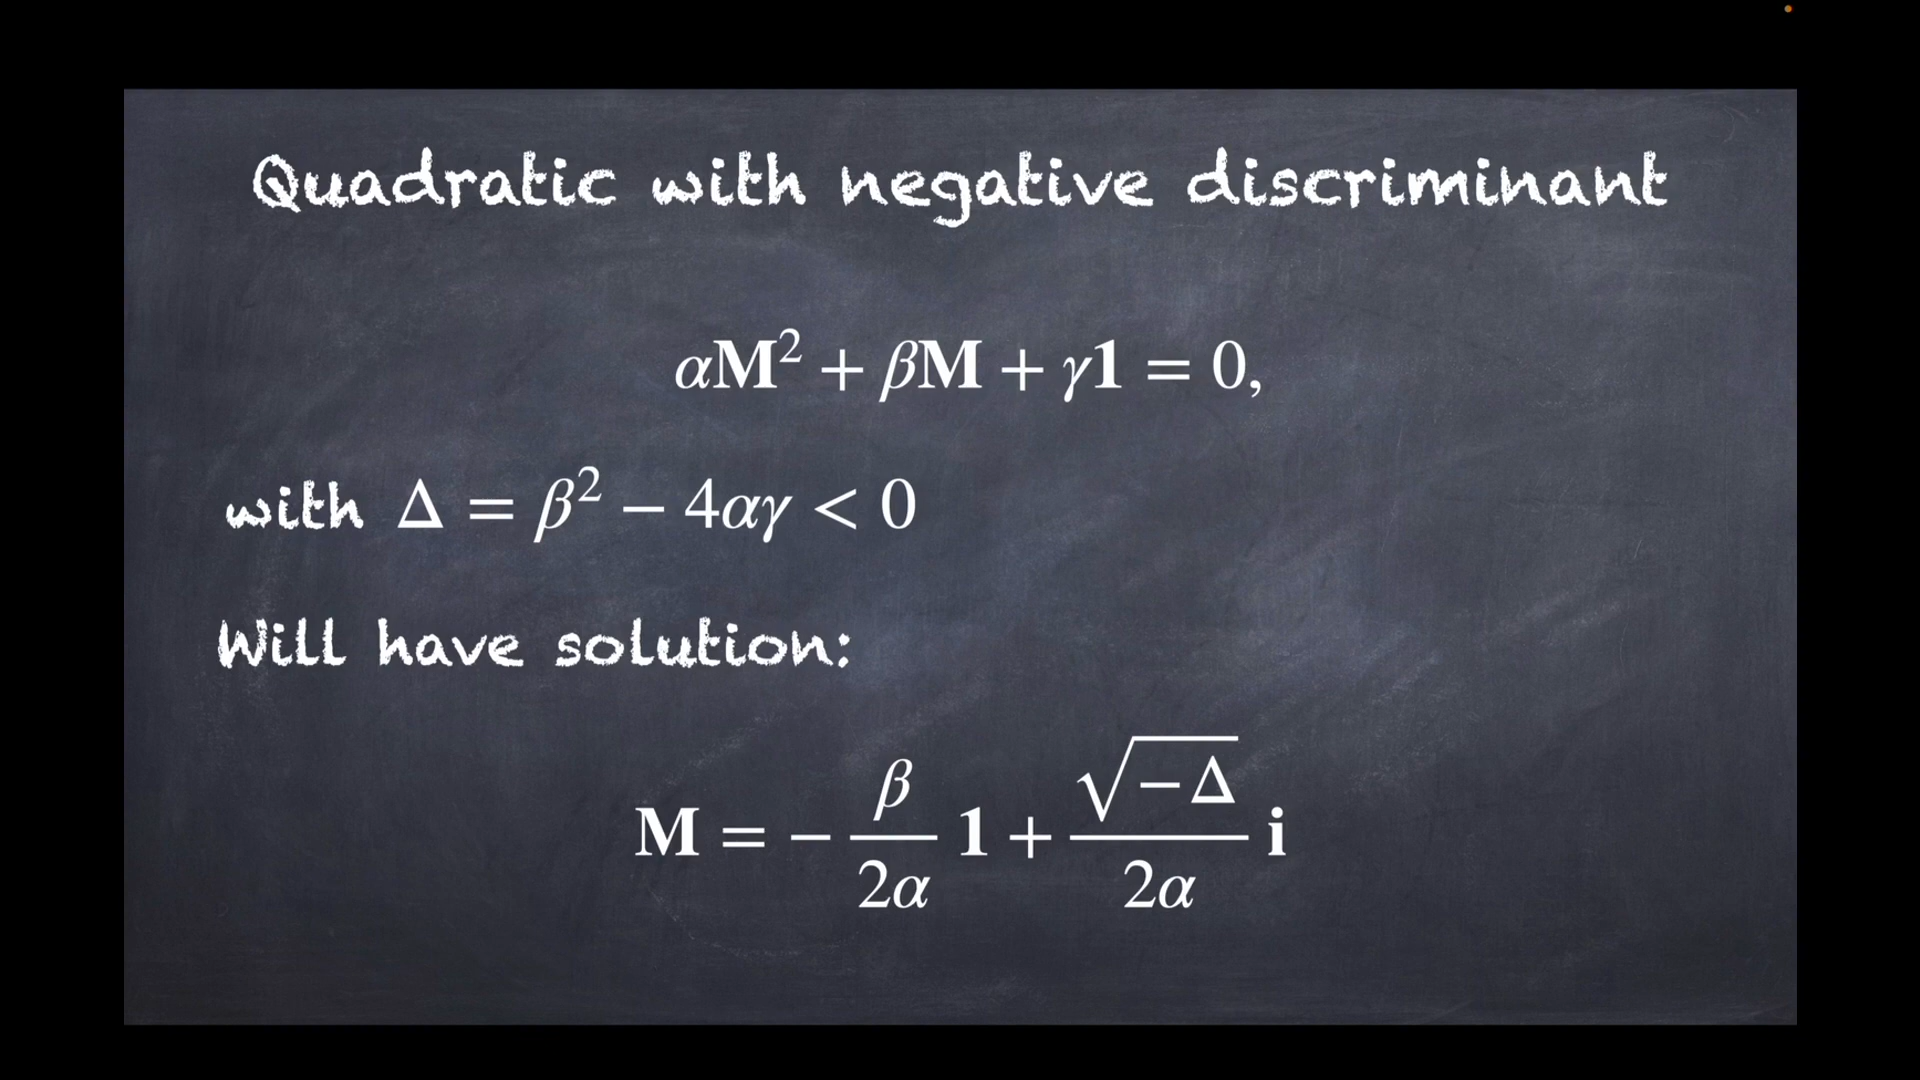 Quadratic with negative discriminant
α𝐌² + β𝐌 + γ𝟏 = 0,
with Δ = β² − 4αγ < 0
Will have solution:
𝐌 = − β/2α 𝟏 + √−Δ/2α 𝐢